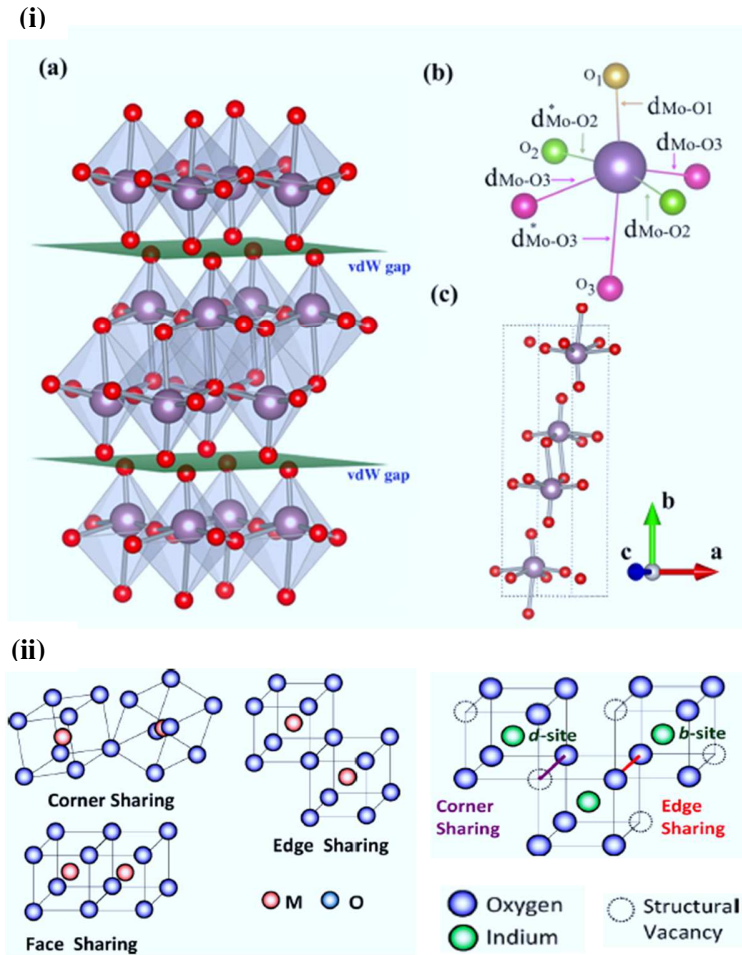 (i)
(a)
vdW gap
vdW gap
(b)
O1
dMo-O1
d*Mo-O2
O2
dMo-O3
dMo-O3
dMo-O2
d*Mo-O3
O3
(c)
b
c
a
(ii)
Corner Sharing
Edge Sharing
Face Sharing
M
O
d-site
b-site
Corner
Sharing
Edge
Sharing
Oxygen
Indium
Structural
Vacancy